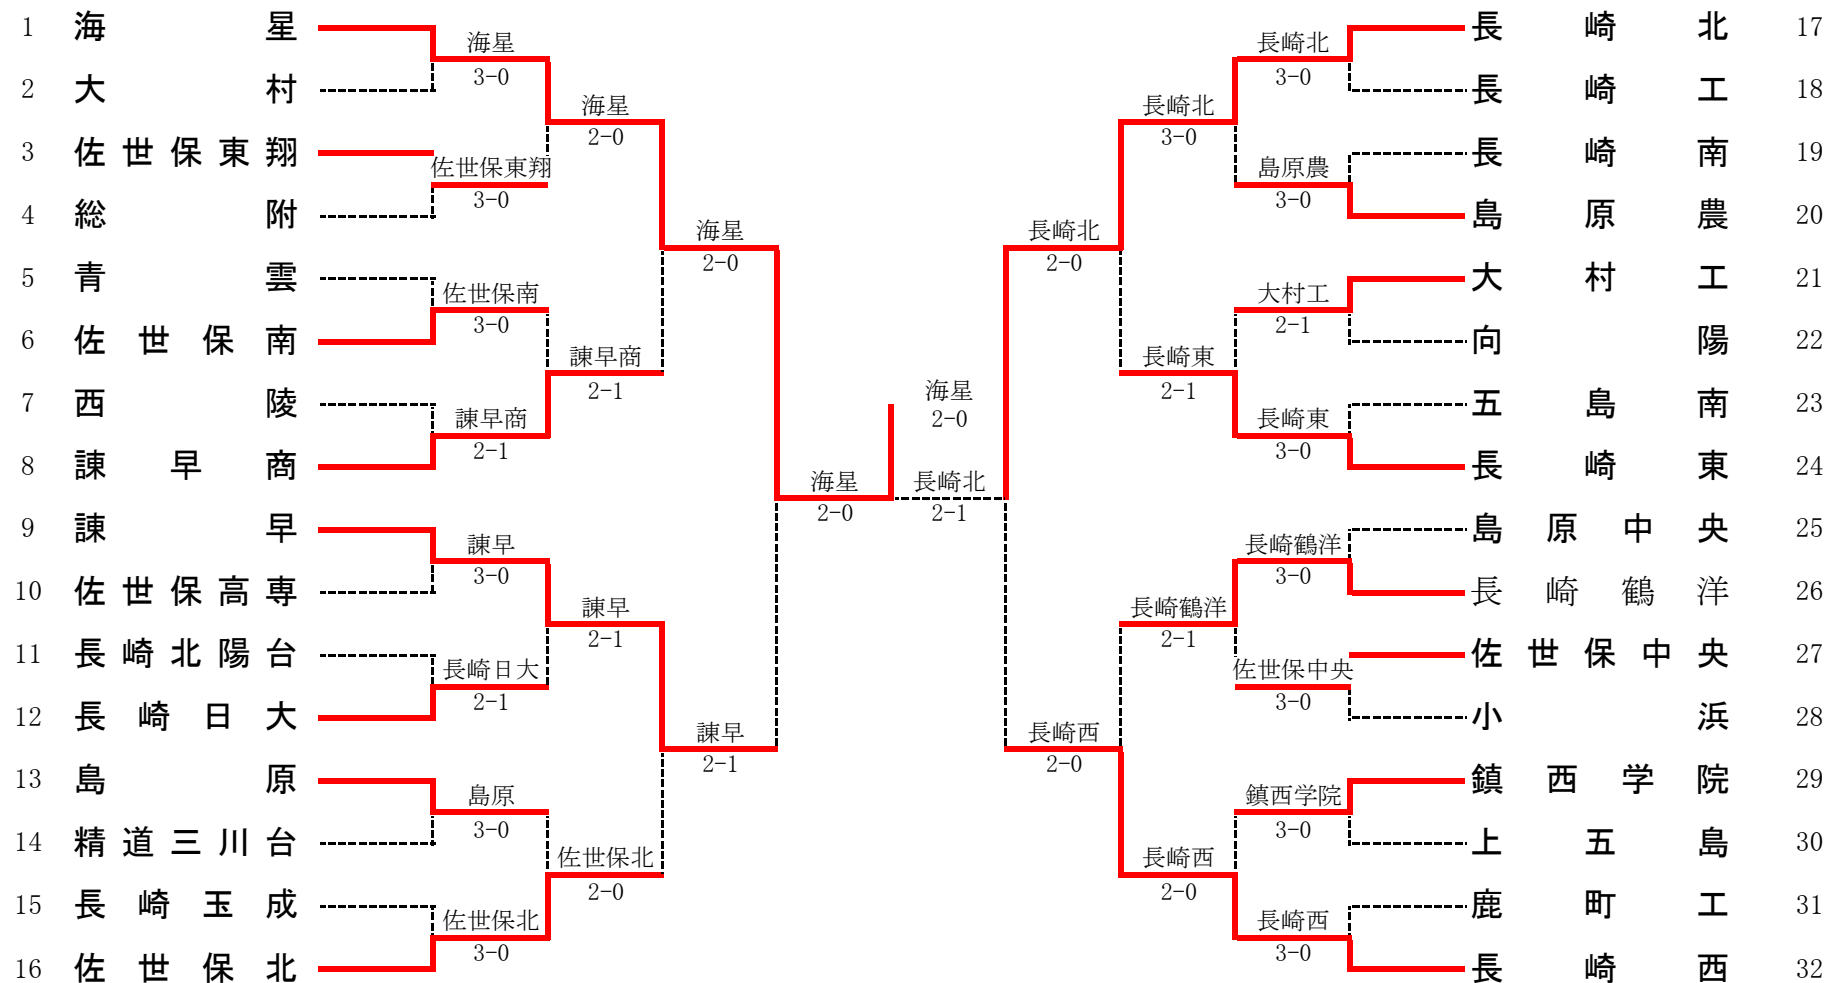 1 海星
2 大村
3 佐世保東翔
4 総附
5 青雲
6 佐世保南
7 西陵
8 諫早商
9 諫早
10 佐世保高専
11 長崎北陽台
12 長崎日大
13 島原
14 精道三川台
15 長崎玉成
16 佐世保北
海星
3-0
佐世保東翔
3-0
佐世保南
3-0
諫早商
2-1
諫早
3-0
長崎日大
2-1
島原
3-0
佐世保北
3-0
海星
2-0
諫早商
2-1
諫早
2-1
佐世保北
2-0
海星
2-0
諫早
2-1
海星
2-0
海星
2-0
長崎北
2-1
長崎北
2-0
長崎西
2-0
長崎北
3-0
長崎東
2-1
長崎鶴洋
2-1
長崎西
2-0
長崎北
3-0
島原農
3-0
大村工
2-1
長崎東
3-0
長崎鶴洋
3-0
佐世保中央
3-0
鎮西学院
3-0
長崎西
3-0
長崎北 17
長崎工 18
長崎南 19
島原農 20
大村工 21
向陽 22
五島南 23
長崎東 24
島原中央 25
長崎鶴洋 26
佐世保中央 27
小浜 28
鎮西学院 29
上五島 30
鹿町工 31
長崎西 32